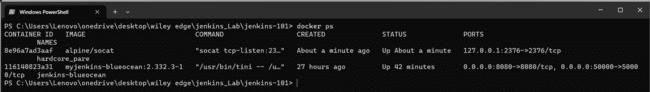 Windows PowerShell
PS C:\Users\Lenovo\onedrive\desktop\wiley edge\jenkins_Lab\jenkins-101> docker ps
CONTAINER ID IMAGE COMMAND CREATED STATUS PORTS
NAMES
8e96a7ad3aaf alpine/socat "socat tcp-listen:23…" About a minute ago Up About a minute 127.0.0.1:2376->2376/tcp
hardcore_pare
116140823a31 myjenkins-blueocean:2.332.3-1 "/usr/bin/tini -- /u…" 27 hours ago Up 42 minutes 0.0.0.0:8080->8080/tcp, 0.0.0.0:50000->5000
0/tcp jenkins-blueocean
PS C:\Users\Lenovo\onedrive\desktop\wiley edge\jenkins_Lab\jenkins-101>